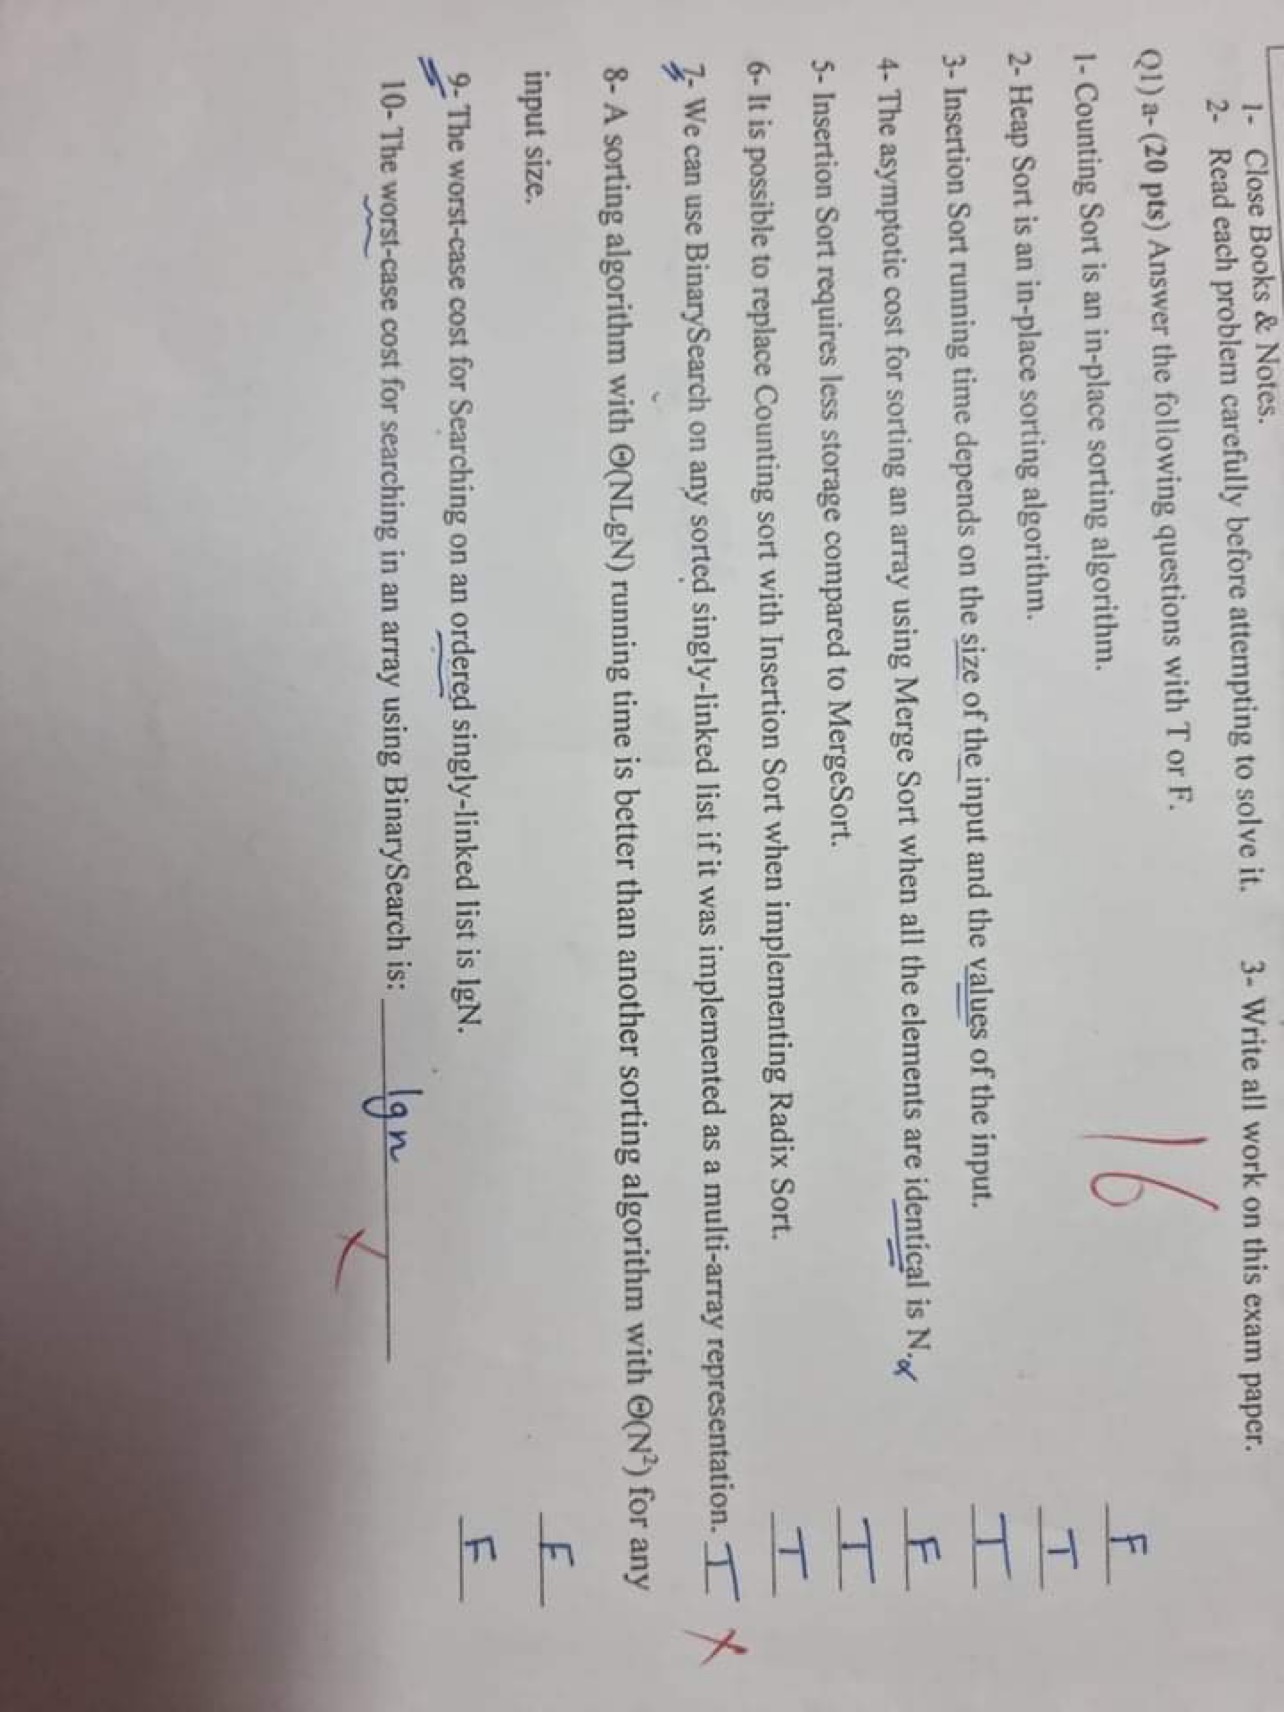 1- Close Books & Notes.
2- Read each problem carefully before attempting to solve it. 3- Write all work on this exam paper.
Q1) a- (20 pts) Answer the following questions with T or F.
16
1- Counting Sort is an in-place sorting algorithm. F
2- Heap Sort is an in-place sorting algorithm. T
3- Insertion Sort running time depends on the size of the input and the values of the input. T
4- The asymptotic cost for sorting an array using Merge Sort when all the elements are identical is N. F
5- Insertion Sort requires less storage compared to MergeSort. T
6- It is possible to replace Counting sort with Insertion Sort when implementing Radix Sort. T
7- We can use BinarySearch on any sorted singly-linked list if it was implemented as a multi-array representation. T X
8- A sorting algorithm with Θ(NLgN) running time is better than another sorting algorithm with Θ(N²) for any
input size. F
9- The worst-case cost for Searching on an ordered singly-linked list is lgN. F
10- The worst-case cost for searching in an array using BinarySearch is: lgn X